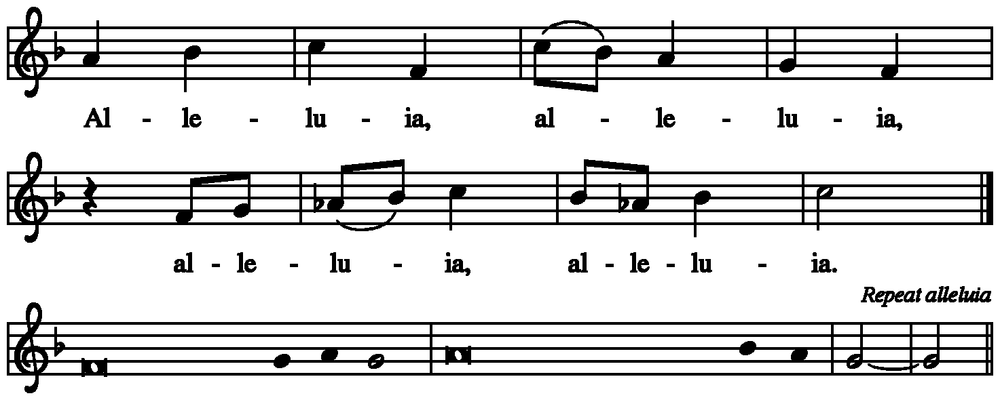 Al - le - lu - ia, al - le - lu - ia,
al - le - lu - ia, al - le - lu - ia.
Repeat alleluia